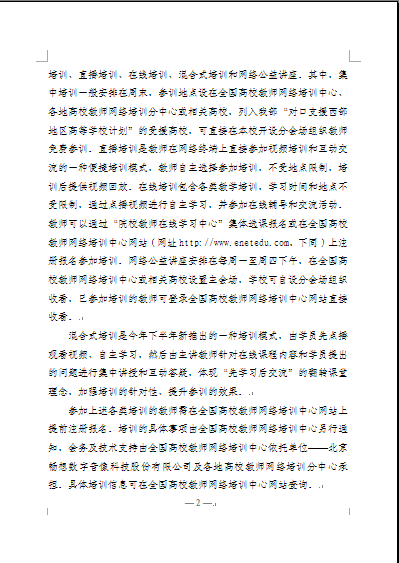 培训、直播培训、在线培训、混合式培训和网络公益讲座。其中，集
中培训一般安排在周末，参训地点设在全国高校教师网络培训中心、
各地高校教师网络培训分中心或相关高校，列入我部“对口支援西部
地区高等学校计划”的受援高校，可直接在本校开设分会场组织教师
免费参训。直播培训是教师在网络终端上直接参加视频培训和互动交
流的一种便捷培训模式，教师自主选择参加培训，不受地点限制，培
训后提供视频回放。在线培训包含各类教学培训，学习时间和地点不
受限制，通过点播视频进行自主学习，并参加在线辅导和交流活动。
教师可以通过“院校教师在线学习中心”集体选课报名或在全国高校
教师网络培训中心网站（网址http://www.enetedu.com，下同）上注
册报名参加培训。网络公益讲座安排在每周一至周四下午，在全国高
校教师网络培训中心或相关高校设置主会场，学校可自设分会场组织
收看，已参加培训的教师可登录全国高校教师网络培训中心网站直接
收看。
混合式培训是今年下半年新推出的一种培训模式，由学员先点播
观看视频、自主学习，然后由主讲教师针对在线课程内容和学员提出
的问题进行集中讲授和互动答疑，体现“先学习后交流”的翻转课堂
理念，加强培训的针对性，提升参训的效果。
参加上述各类培训的教师需在全国高校教师网络培训中心网站上
提前注册报名。培训的具体事项由全国高校教师网络培训中心另行通
知，会务及技术支持由全国高校教师网络培训中心依托单位——北京
畅想数字音像科技股份有限公司及各地高校教师网络培训分中心承
担。具体培训信息可在全国高校教师网络培训中心网站查询。
— 2 —